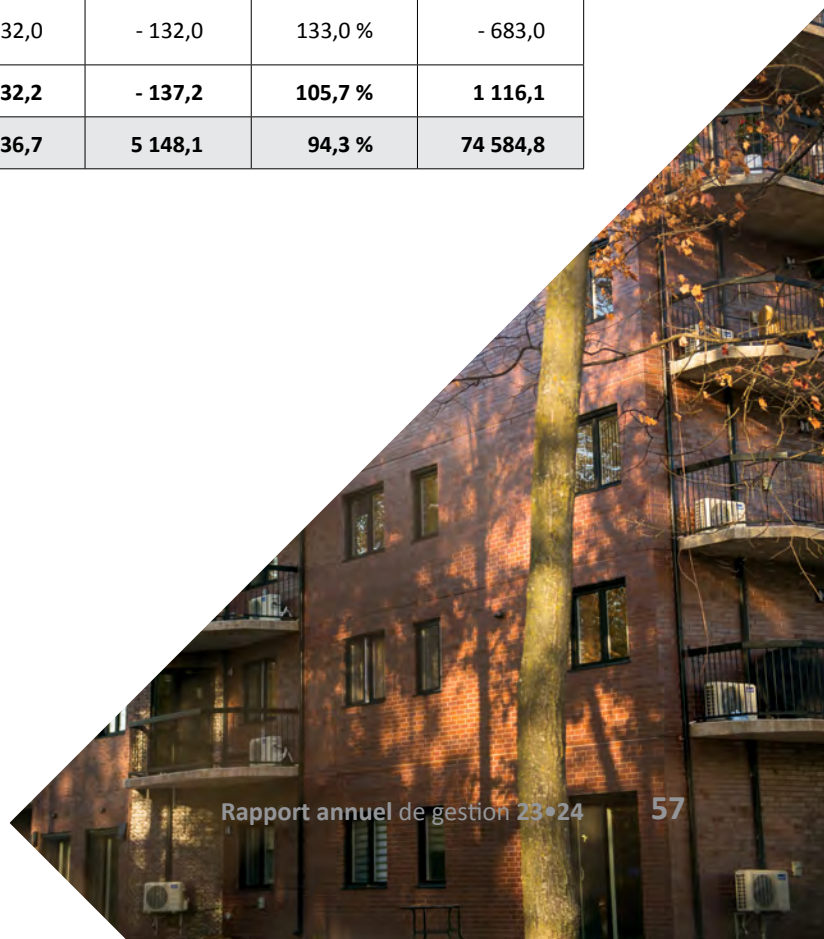 32,0 - 132,0 133,0 % - 683,0
32,2 - 137,2 105,7 % 1 116,1
36,7 5 148,1 94,3 % 74 584,8
Rapport annuel de gestion 23•24 57